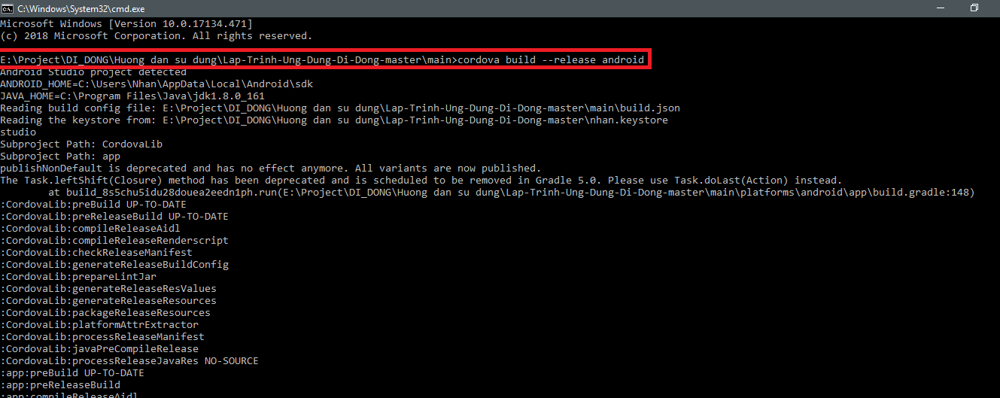 C:\Windows\System32\cmd.exe
Microsoft Windows [Version 10.0.17134.471]
(c) 2018 Microsoft Corporation. All rights reserved.
E:\Project\DI_DONG\Huong dan su dung\Lap-Trinh-Ung-Dung-Di-Dong-master\main>cordova build --release android
Android Studio project detected
ANDROID_HOME=C:\Users\Nhan\AppData\Local\Android\sdk
JAVA_HOME=C:\Program Files\Java\jdk1.8.0_161
Reading build config file: E:\Project\DI_DONG\Huong dan su dung\Lap-Trinh-Ung-Dung-Di-Dong-master\main\build.json
Reading the keystore from: E:\Project\DI_DONG\Huong dan su dung\Lap-Trinh-Ung-Dung-Di-Dong-master\nhan.keystore
studio
Subproject Path: CordovaLib
Subproject Path: app
publishNonDefault is deprecated and has no effect anymore. All variants are now published.
The Task.leftShift(Closure) method has been deprecated and is scheduled to be removed in Gradle 5.0. Please use Task.doLast(Action) instead.
at build_8s5chu5idu28douea2eedn1ph.run(E:\Project\DI_DONG\Huong dan su dung\Lap-Trinh-Ung-Dung-Di-Dong-master\main\platforms\android\app\build.gradle:148)
:CordovaLib:preBuild UP-TO-DATE
:CordovaLib:preReleaseBuild UP-TO-DATE
:CordovaLib:compileReleaseAidl
:CordovaLib:compileReleaseRenderscript
:CordovaLib:checkReleaseManifest
:CordovaLib:generateReleaseBuildConfig
:CordovaLib:prepareLintJar
:CordovaLib:generateReleaseResValues
:CordovaLib:generateReleaseResources
:CordovaLib:packageReleaseResources
:CordovaLib:platformAttrExtractor
:CordovaLib:processReleaseManifest
:CordovaLib:javaPreCompileRelease
:CordovaLib:processReleaseJavaRes NO-SOURCE
:app:preBuild UP-TO-DATE
:app:preReleaseBuild
:app:compileReleaseAidl